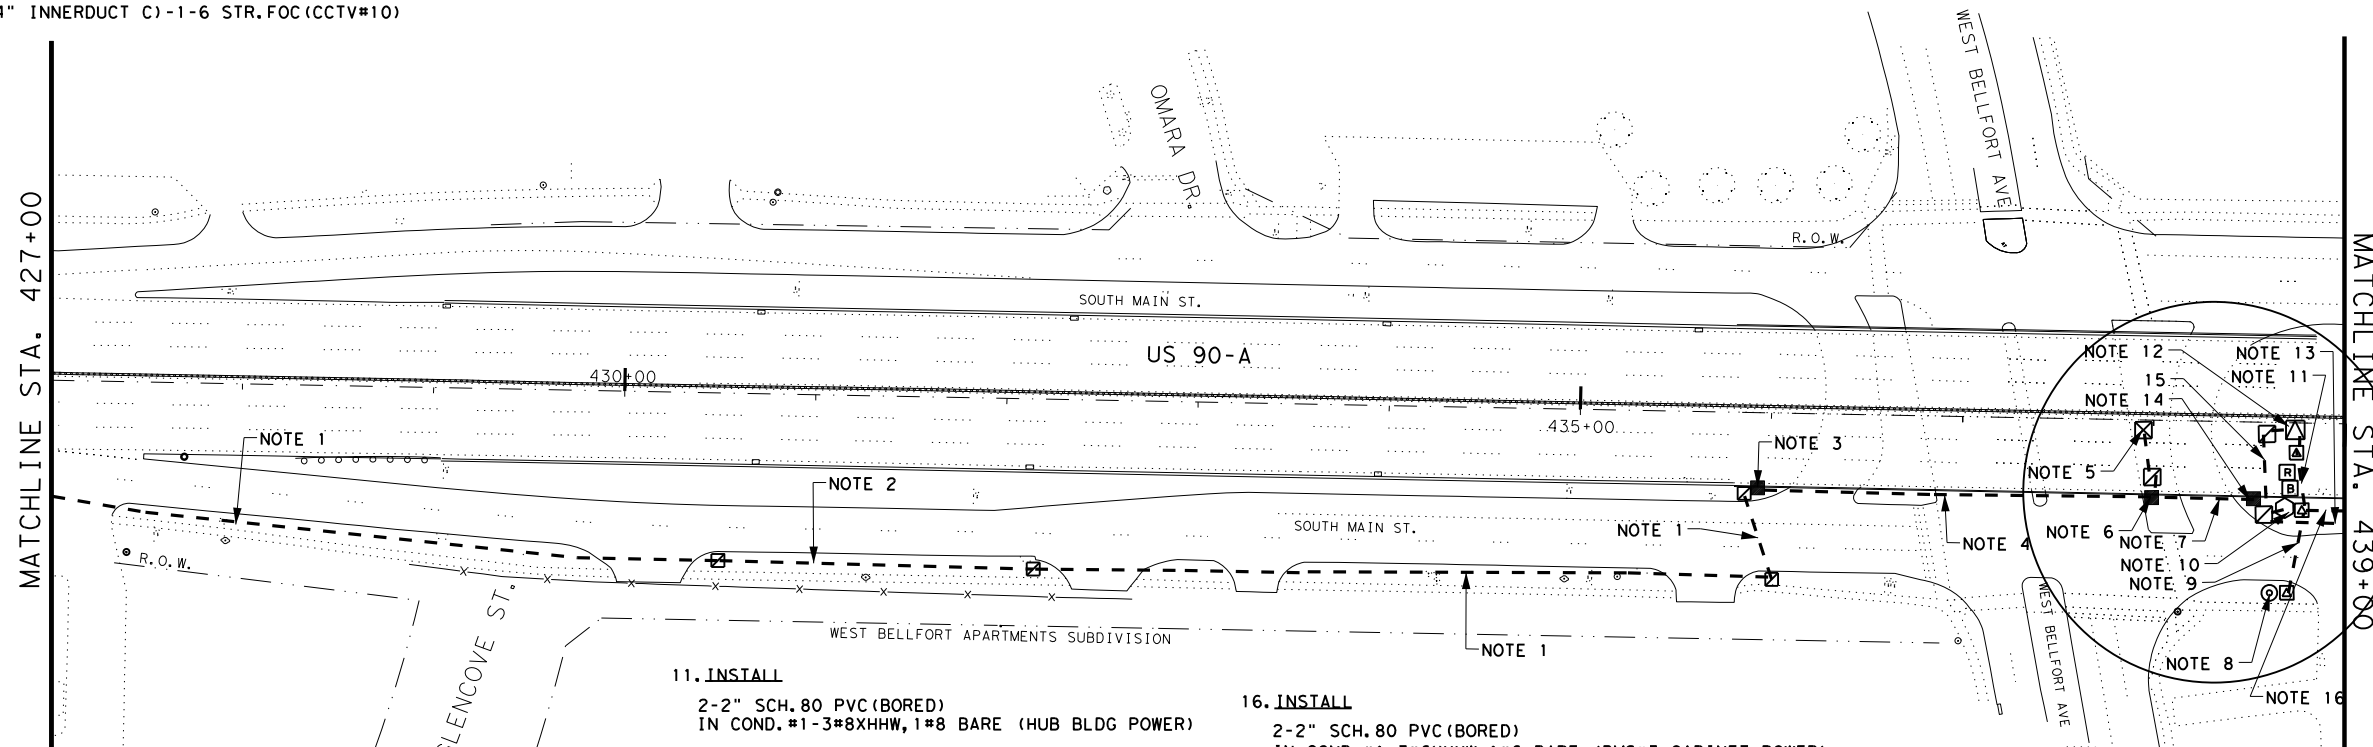 4" INNERDUCT C)-1-6 STR.FOC(CCTV#10)
MATCHLINE STA. 427+00
OMARA DR.
WEST BELLFORT AVE
R.O.W.
SOUTH MAIN ST.
US 90-A
430+00
435+00
NOTE 1
NOTE 2
NOTE 3
NOTE 12
NOTE 13
15
NOTE 11
NOTE 14
NOTE 5
R
B
NOTE 1
NOTE 4
NOTE 6
NOTE 7
NOTE 10
NOTE 9
SOUTH MAIN ST.
R.O.W.
GLENCOVE ST.
WEST BELLFORT APARTMENTS SUBDIVISION
NOTE 1
WEST BELLFORT AVE
NOTE 8
NOTE 16
MATCHLINE STA. 439+00
11. INSTALL
2-2" SCH.80 PVC(BORED)
IN COND.#1-3#8XHHW,1#8 BARE (HUB BLDG POWER)
16. INSTALL
2-2" SCH.80 PVC(BORED)